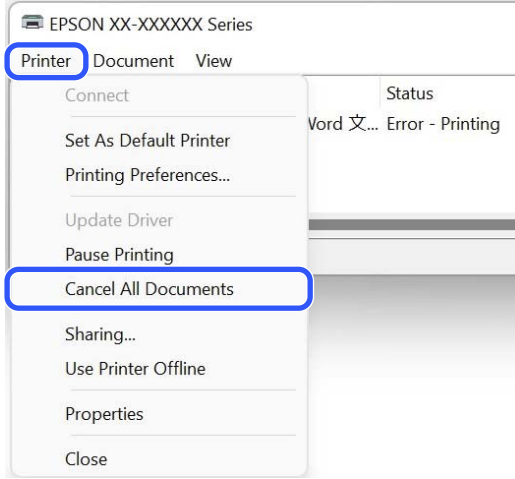 EPSON XX-XXXXXX Series
Printer Document View
Connect
Status
Word 文... Error - Printing
Set As Default Printer
Printing Preferences...
Update Driver
Pause Printing
Cancel All Documents
Sharing...
Use Printer Offline
Properties
Close